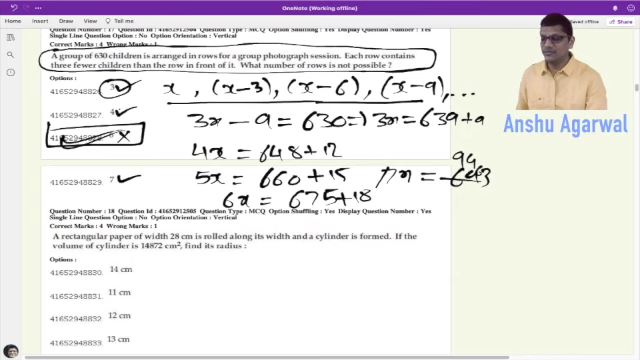 OneNote (Working offline)
Question Number : 17 Question Id : 41652512504 Question Type : MCQ Option Shuffling : Yes Display Question Number : Yes
Single Line Question Option : No Option Orientation : Vertical
Correct Marks : 4 Wrong Marks : 1
A group of 630 children is arranged in rows for a group photograph session. Each row contains
three fewer children than the row in front of it. What number of rows is not possible ?
Options :
3
x , (x-3), (x-6), (x-9), ...
41652948827. 4
3x - 9 = 630 =) 3x = 639 + 9
Anshu Agarwal
4x = 648 + 12
41652948829. 7
5x = 660 + 15
6x = 675 + 18
Question Number : 18 Question Id : 41652512505 Question Type : MCQ Option Shuffling : Yes Display Question Number : Yes
Single Line Question Option : No Option Orientation : Vertical
Correct Marks : 4 Wrong Marks : 1
A rectangular paper of width 28 cm is rolled along its width and a cylinder is formed. If the
volume of cylinder is 14872 cm², find its radius:
Options :
41652948830. 14 cm
41652948831. 11 cm
41652948832. 12 cm
41652948833. 13 cm